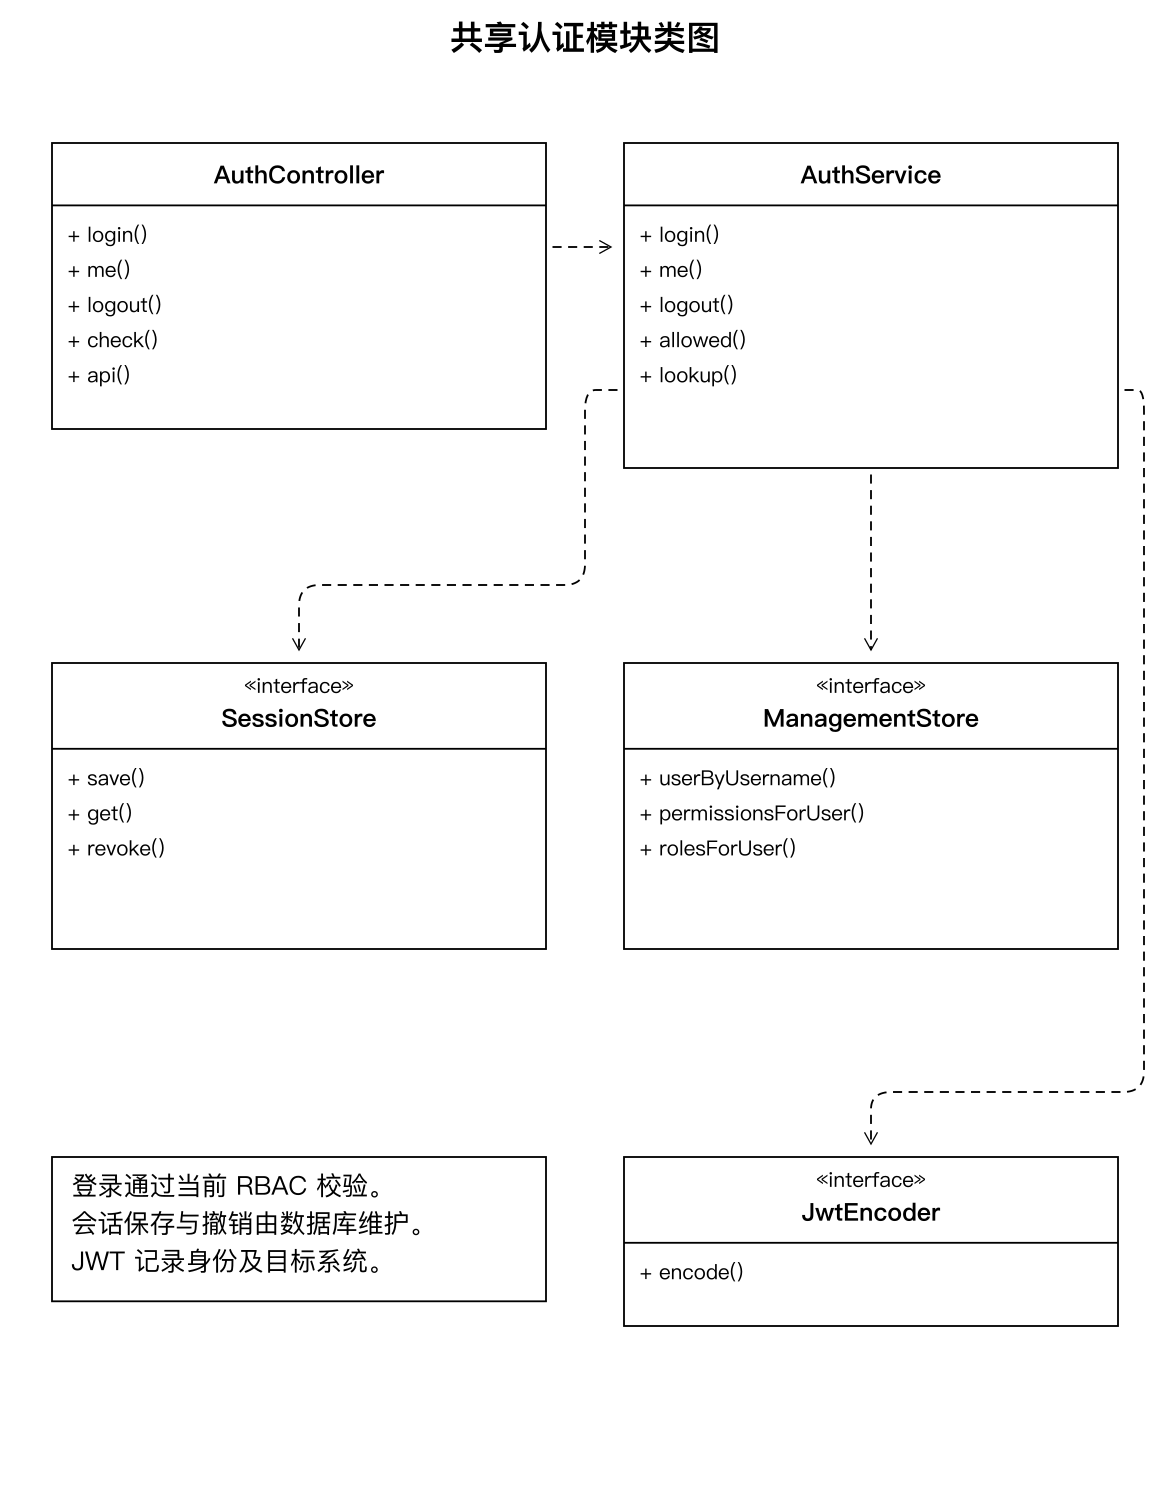 共享认证模块类图
AuthController
+ login()
+ me()
+ logout()
+ check()
+ api()
AuthService
+ login()
+ me()
+ logout()
+ allowed()
+ lookup()
«interface»
SessionStore
+ save()
+ get()
+ revoke()
«interface»
ManagementStore
+ userByUsername()
+ permissionsForUser()
+ rolesForUser()
登录通过当前 RBAC 校验。
会话保存与撤销由数据库维护。
JWT 记录身份及目标系统。
«interface»
JwtEncoder
+ encode()